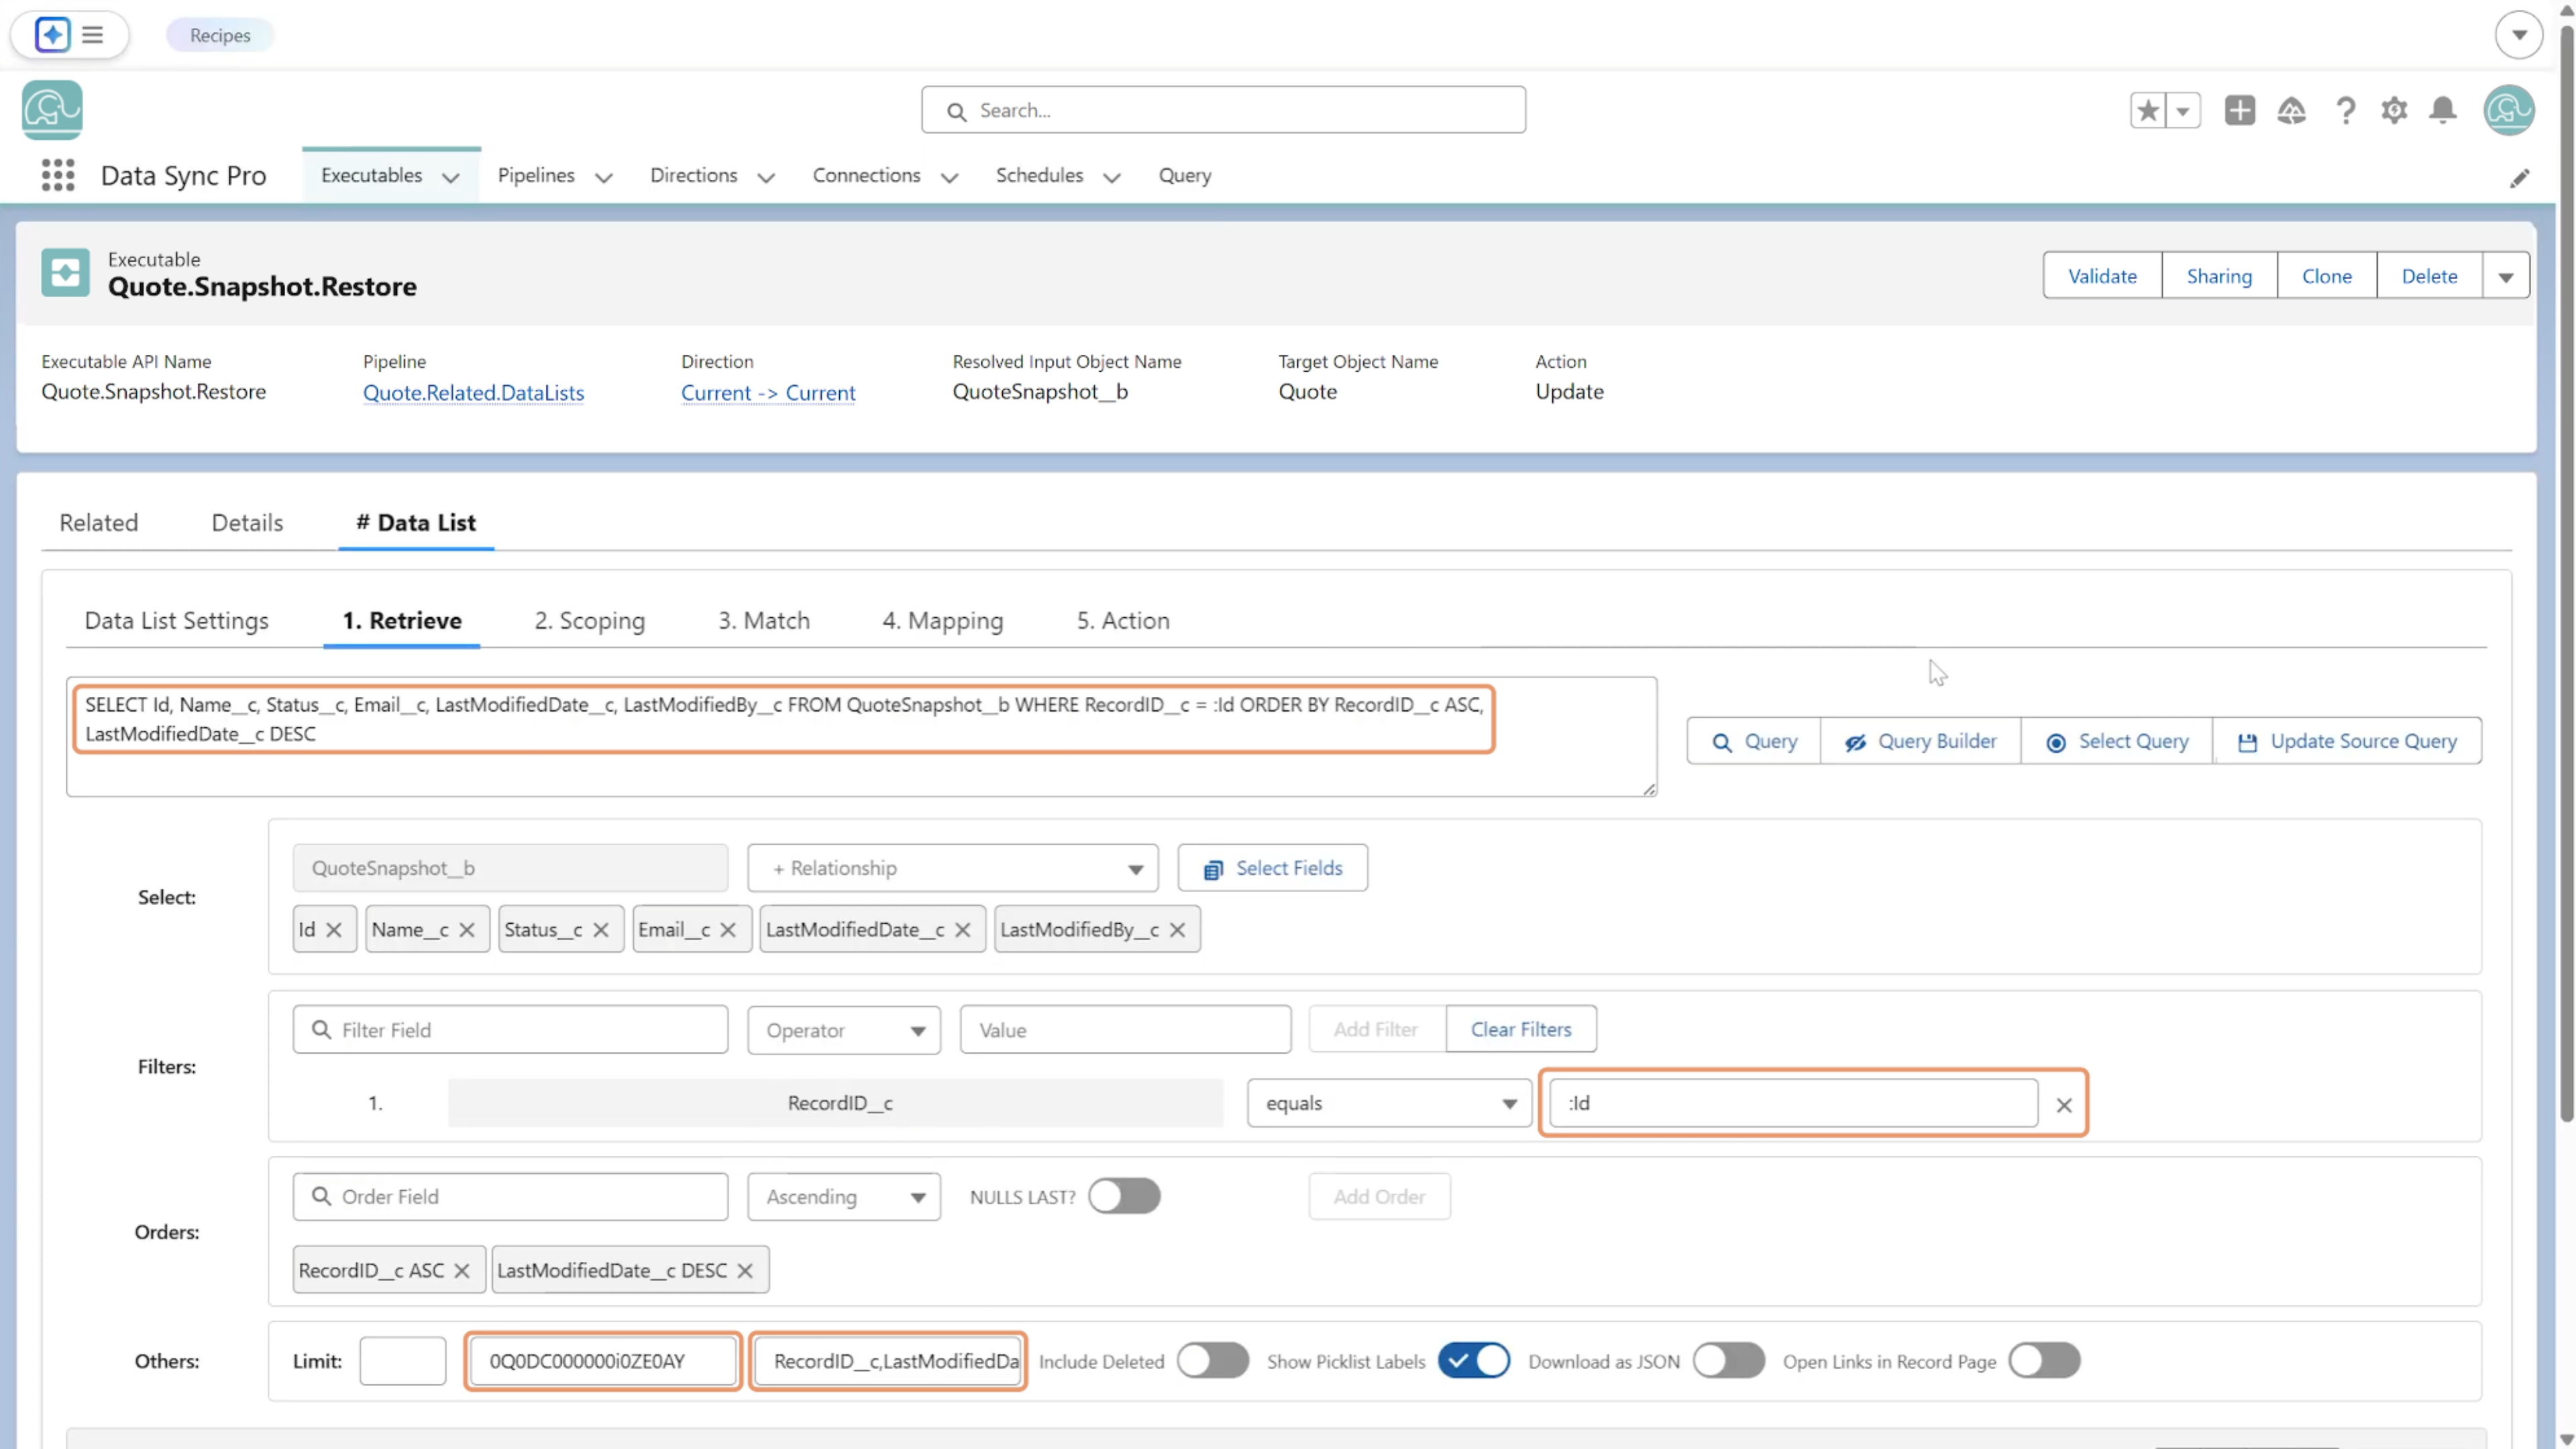 Recipes
Search...
Data Sync Pro
Executables
Pipelines
Directions
Connections
Schedules
Query
Executable
Quote.Snapshot.Restore
Validate
Sharing
Clone
Delete
Executable API Name
Pipeline
Direction
Resolved Input Object Name
Target Object Name
Action
Quote.Snapshot.Restore
Quote.Related.DataLists
Current -> Current
QuoteSnapshot__b
Quote
Update
Related
Details
# Data List
Data List Settings
1. Retrieve
2. Scoping
3. Match
4. Mapping
5. Action
SELECT Id, Name__c, Status__c, Email__c, LastModifiedDate__c, LastModifiedBy__c FROM QuoteSnapshot__b WHERE RecordID__c = :Id ORDER BY RecordID__c ASC,
LastModifiedDate__c DESC
Query
Query Builder
Select Query
Update Source Query
Select:
QuoteSnapshot__b
+ Relationship
Select Fields
Id
Name__c
Status__c
Email__c
LastModifiedDate__c
LastModifiedBy__c
Filters:
Filter Field
Operator
Value
Add Filter
Clear Filters
1.
RecordID__c
equals
:Id
Orders:
Order Field
Ascending
NULLS LAST?
Add Order
RecordID__c ASC
LastModifiedDate__c DESC
Others:
Limit:
0Q0DC000000i0ZE0AY
RecordID__c,LastModifiedDa
Include Deleted
Show Picklist Labels
Download as JSON
Open Links in Record Page